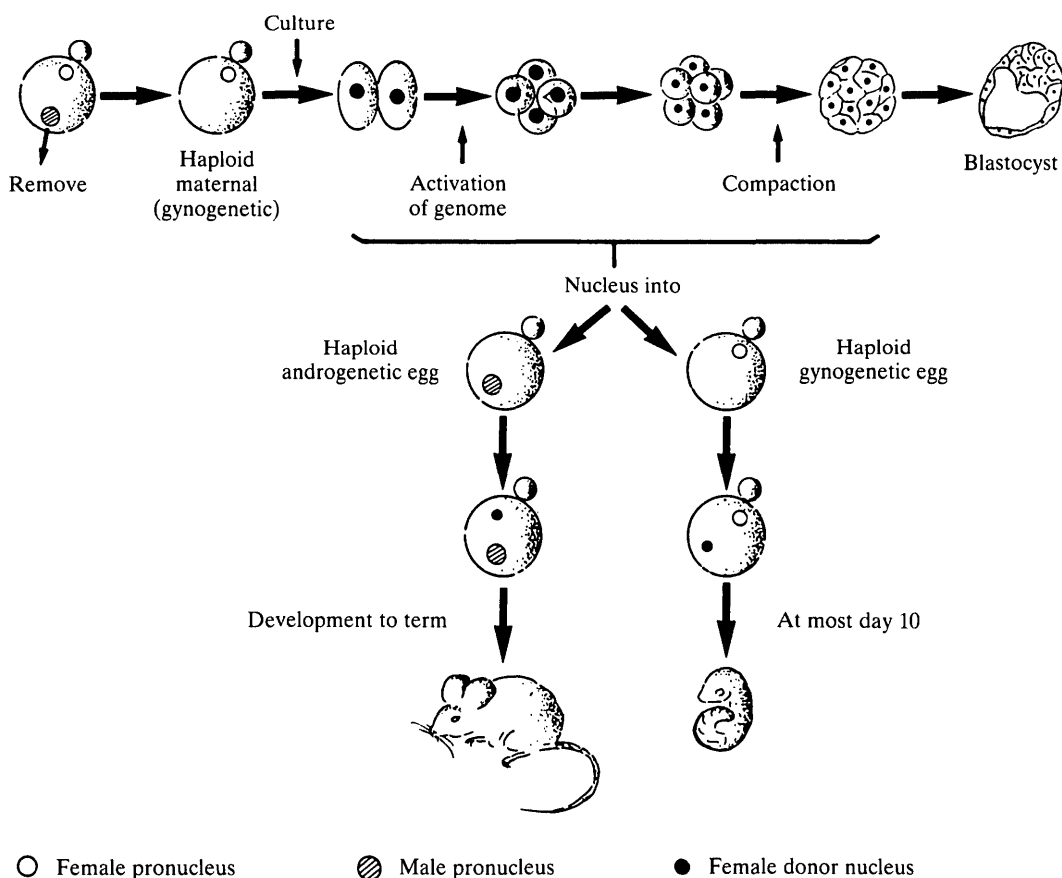 Culture
Remove
Haploid
maternal
(gynogenetic)
Activation
of genome
Compaction
Blastocyst
Nucleus into
Haploid
androgenetic egg
Haploid
gynogenetic egg
Development to term
At most day 10
Female pronucleus
Male pronucleus
Female donor nucleus